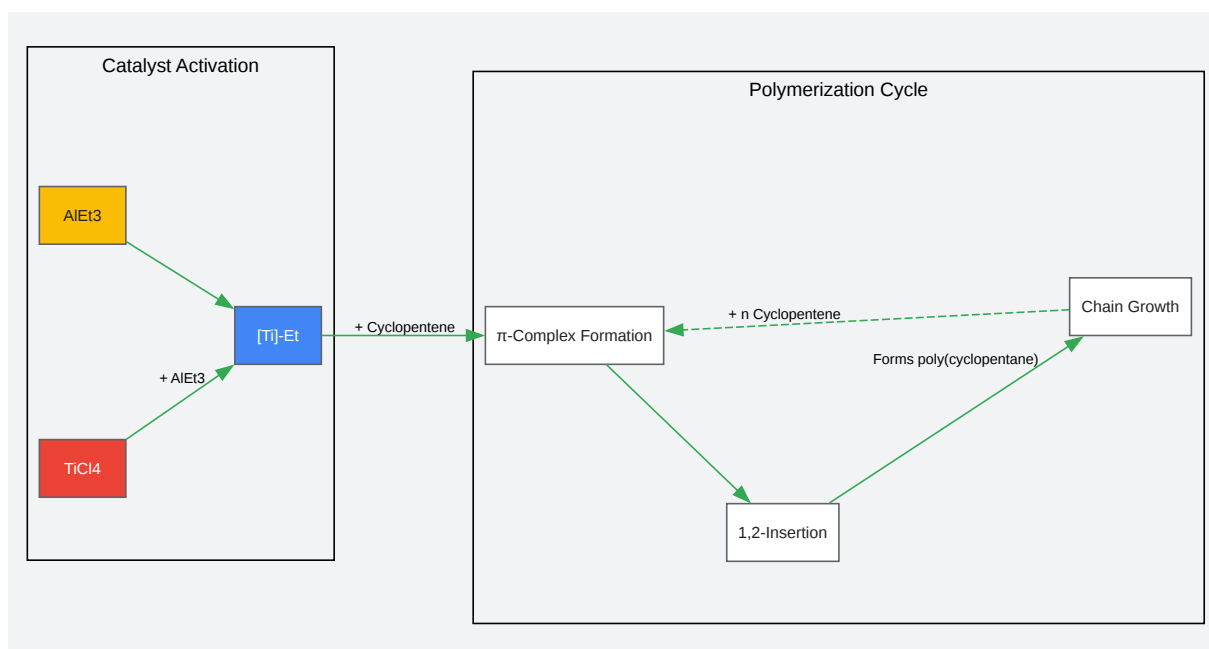 Catalyst Activation
AlEt3
[Ti]-Et
+ AlEt3
TiCl4
+ Cyclopentene
Polymerization Cycle
π-Complex Formation
+ n Cyclopentene
Chain Growth
Forms poly(cyclopentane)
1,2-Insertion